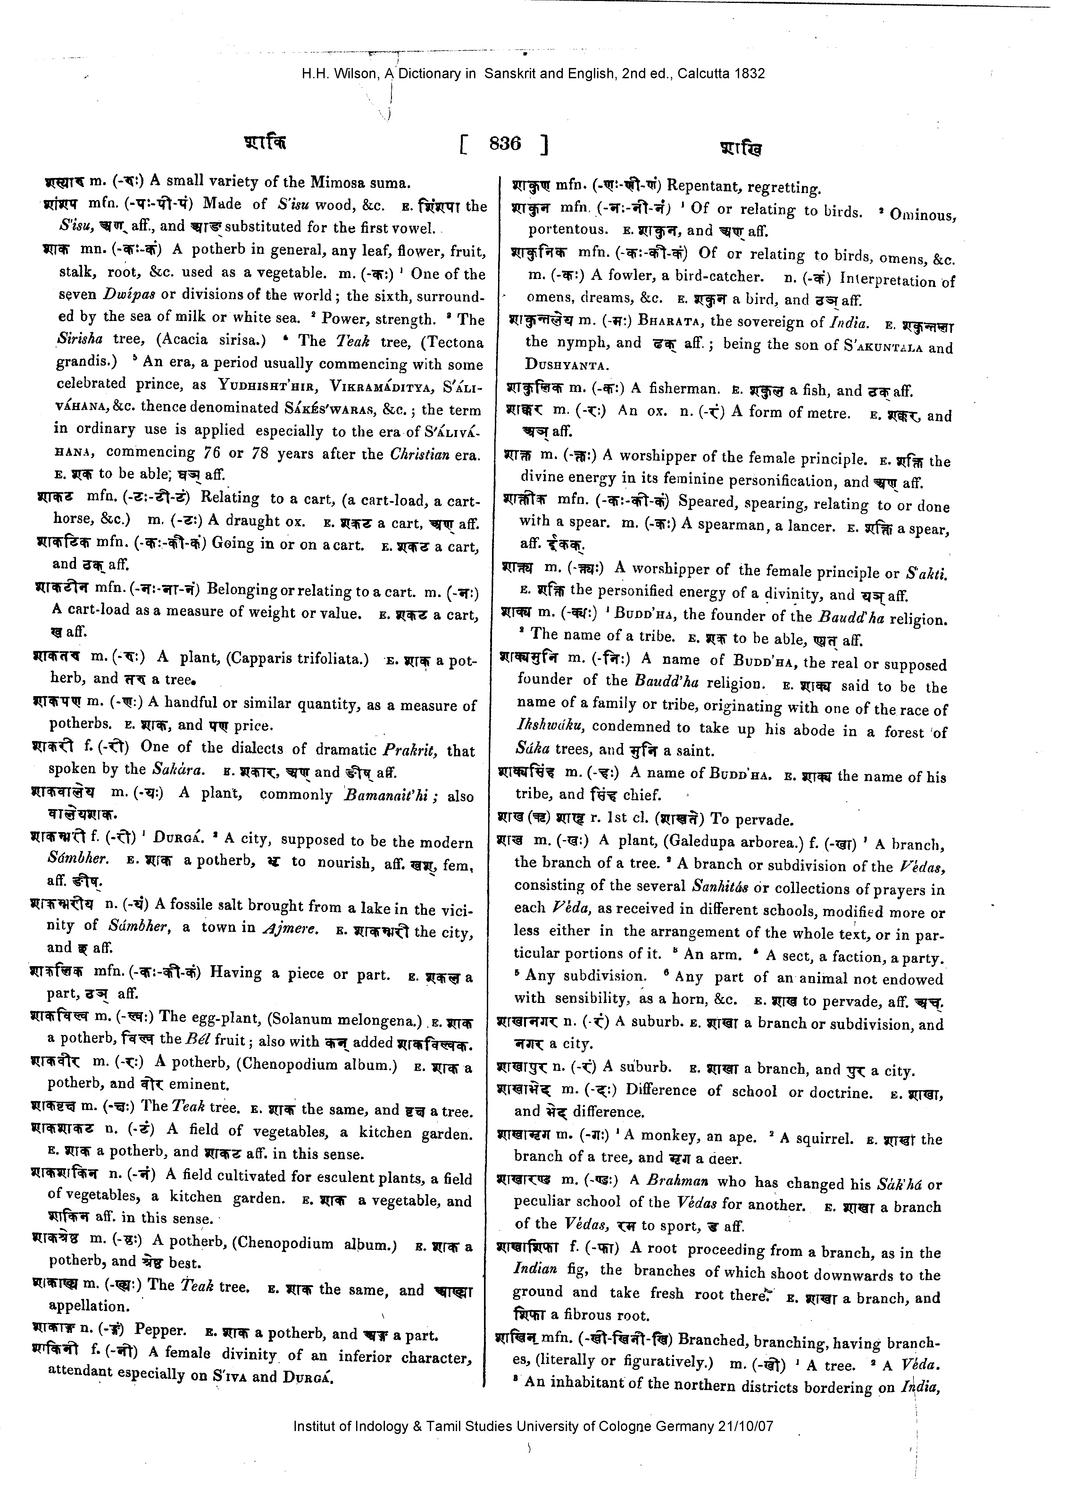 H.H. Wilson, A Dictionary in Sanskrit and English, 2nd ed., Calcutta 1832
शाकि
[ 836 ]
शाखि
m. (-रुः) A small variety of the Mimosa suma.
शांशप mfn. (-पः-पी-पं) Made of S'isu wood, &c. E. शिंशपा the
S'isu, अण् aff., and आङ् substituted for the first vowel.
शाक mn. (-कः-कं) A potherb in general, any leaf, flower, fruit,
stalk, root, &c. used as a vegetable. m. (-कः) ¹ One of the
seven Dwípas or divisions of the world; the sixth, surround-
ed by the sea of milk or white sea. ² Power, strength. ³ The
Sirisha tree, (Acacia sirisa.) ⁴ The Teak tree, (Tectona
grandis.) ⁵ An era, a period usually commencing with some
celebrated prince, as YUDHISHT'HIR, VIKRAMÁDITYA, S'ÁLI-
VÁHANA, &c. thence denominated SÁKÉS'WARAS, &c.; the term
in ordinary use is applied especially to the era of S'ÁLIVÁ-
HANA, commencing 76 or 78 years after the Christian era.
E. शक to be able, घञ् aff.
शाकट mfn. (-टः-टी-टं) Relating to a cart, (a cart-load, a cart-
horse, &c.) m. (-टः) A draught ox. E. शकट a cart, अण् aff.
शाकटिक mfn. (-कः-की-कं) Going in or on a cart. E. शकट a cart,
and ठक् aff.
शाकटीन mfn. (-नः-ना-नं) Belonging or relating to a cart. m. (-नः)
A cart-load as a measure of weight or value. E. शकट a cart,
ख aff.
शाकतरु m. (-रुः) A plant, (Capparis trifoliata.) E. शाक a pot-
herb, and तरु a tree.
शाकपण m. (-णः) A handful or similar quantity, as a measure of
potherbs. E. शाक, and पण price.
शाकरी f. (-री) One of the dialects of dramatic Prakrit, that
spoken by the Sakára. E. शकार, अण् and ङीष् aff.
शाकवालेय m. (-यः) A plant, commonly Bamanait'hi; also
वालेयशाक.
शाकम्भरी f. (-री) ¹ DURGÁ. ² A city, supposed to be the modern
Sámbher. E. शाक a potherb, भृ to nourish, aff. खश्, fem,
aff. ङीष्.
शाकम्भरीय n. (-यं) A fossile salt brought from a lake in the vici-
nity of Sámbher, a town in Ajmere. E. शाकम्भरी the city,
and छ aff.
शाकलिक mfn. (-कः-की-कं) Having a piece or part. E. शकल a
part, ठञ् aff.
शाकविल्व m. (-ल्वः) The egg-plant, (Solanum melongena.) E. शाक
a potherb, विल्व the Bél fruit; also with कन् added शाकविल्वक.
शाकवीर m. (-रः) A potherb, (Chenopodium album.) E. शाक a
potherb, and वीर eminent.
शाकवृक्ष m. (-क्षः) The Teak tree. E. शाक the same, and वृक्ष a tree.
शाकशाकट n. (-टं) A field of vegetables, a kitchen garden.
E. शाक a potherb, and शाकट aff. in this sense.
शाकशाकिन n. (-नं) A field cultivated for esculent plants, a field
of vegetables, a kitchen garden. E. शाक a vegetable, and
शाकिन aff. in this sense.
शाकश्रेष्ठ m. (-ष्ठः) A potherb, (Chenopodium album.) E. शाक a
potherb, and श्रेष्ठ best.
शाकाख्य m. (-ख्यः) The Teak tree. E. शाक the same, and आख्या
appellation.
शाकाङ्ग n. (-ङ्गं) Pepper. E. शाक a potherb, and अङ्ग a part.
शाकिनी f. (-नी) A female divinity of an inferior character,
attendant especially on S'IVA and DURGÁ.
शाकुण mfn. (-णः-णी-णं) Repentant, regretting.
शाकुन mfn. (-नः-नी-नं) ¹ Of or relating to birds. ² Ominous,
portentous. E. शकुन, and अण् aff.
शाकुनिक mfn. (-कः-की-कं) Of or relating to birds, omens, &c.
m. (-कः) A fowler, a bird-catcher. n. (-कं) Interpretation of
omens, dreams, &c. E. शकुन a bird, and ठञ् aff.
शाकुन्तलेय m. (-यः) BHARATA, the sovereign of India. E. शकुन्तला
the nymph, and ढक् aff.; being the son of S'AKUNTALA and
DUSHYANTA.
शाकुलिक m. (-कः) A fisherman. E. शकुल a fish, and ठक् aff.
शाक्कर m. (-रः) An ox. n. (-रं) A form of metre. E. शक्कर, and
अञ् aff.
शाक्त m. (-क्तः) A worshipper of the female principle. E. शक्ति the
divine energy in its feminine personification, and अण् aff.
शाक्तीक mfn. (-कः-की-कं) Speared, spearing, relating to or done
with a spear. m. (-कः) A spearman, a lancer. E. शक्ति a spear,
aff. ईकक्.
शाक्त्य m. (-क्त्यः) A worshipper of the female principle or S'akti.
E. शक्ति the personified energy of a divinity, and यञ् aff.
शाक्य m. (-क्यः) ¹ BUDD'HA, the founder of the Baudd'ha religion.
² The name of a tribe. E. शक to be able, ण्यत् aff.
शाक्यमुनि m. (-निः) A name of BUDD'HA, the real or supposed
founder of the Baudd'ha religion. E. शाक्य said to be the
name of a family or tribe, originating with one of the race of
Ikshwáku, condemned to take up his abode in a forest of
Sáka trees, and मुनि a saint.
शाक्यसिंह m. (-हः) A name of BUDD'HA. E. शाक्य the name of his
tribe, and सिंह chief.
शाख (ऋ) शाखृ r. 1st cl. (शाखते) To pervade.
शाख m. (-खः) A plant, (Galedupa arborea.) f. (-खा) ¹ A branch,
the branch of a tree. ² A branch or subdivision of the Védas,
consisting of the several Sanhitás or collections of prayers in
each Véda, as received in different schools, modified more or
less either in the arrangement of the whole text, or in par-
ticular portions of it. ³ An arm. ⁴ A sect, a faction, a party.
⁵ Any subdivision. ⁶ Any part of an animal not endowed
with sensibility, as a horn, &c. E. शाख to pervade, aff. अच्.
शाखानगर n. (-रं) A suburb. E. शाखा a branch or subdivision, and
नगर a city.
शाखापुर n. (-रं) A suburb. E. शाखा a branch, and पुर a city.
शाखाभेद m. (-दः) Difference of school or doctrine. E. शाखा,
and भेद difference.
शाखामृग m. (-गः) ¹ A monkey, an ape. ² A squirrel. E. शाखा the
branch of a tree, and मृग a deer.
शाखारण्ड m. (-ण्डः) A Brahman who has changed his Sák'há or
peculiar school of the Védas for another. E. शाखा a branch
of the Védas, रम to sport, ड aff.
शाखाशिफा f. (-फा) A root proceeding from a branch, as in the
Indian fig, the branches of which shoot downwards to the
ground and take fresh root there. E. शाखा a branch, and
शिफा a fibrous root.
शाखिन् mfn. (-खी-खिनी-खि) Branched, branching, having branch-
es, (literally or figuratively.) m. (-खी) ¹ A tree. ² A Véda.
³ An inhabitant of the northern districts bordering on India,
Institut of Indology & Tamil Studies University of Cologne Germany 21/10/07